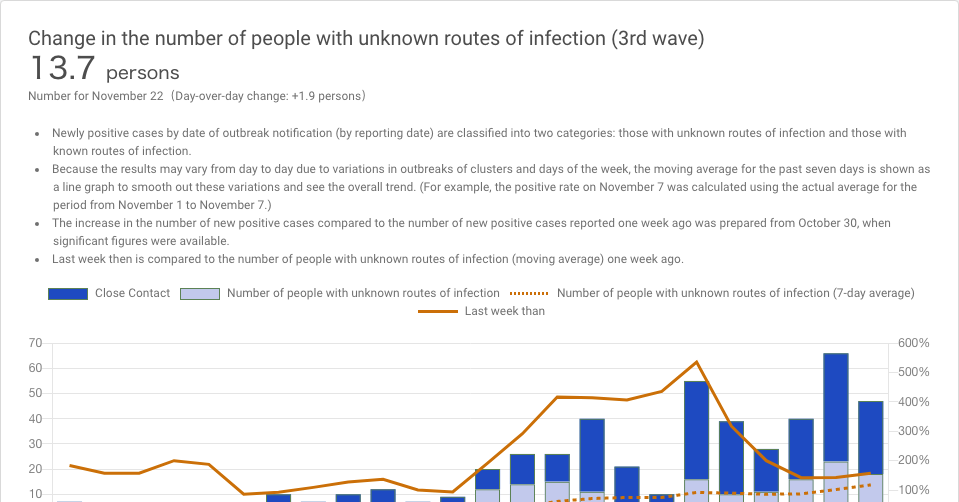 Change in the number of people with unknown routes of infection (3rd wave)
13.7 persons
Number for November 22 (Day-over-day change: +1.9 persons)
• Newly positive cases by date of outbreak notification (by reporting date) are classified into two categories: those with unknown routes of infection and those with
known routes of infection.
• Because the results may vary from day to day due to variations in outbreaks of clusters and days of the week, the moving average for the past seven days is shown as
a line graph to smooth out these variations and see the overall trend. (For example, the positive rate on November 7 was calculated using the actual average for the
period from November 1 to November 7.)
• The increase in the number of new positive cases compared to the number of new positive cases reported one week ago was prepared from October 30, when
significant figures were available.
• Last week then is compared to the number of people with unknown routes of infection (moving average) one week ago.
Close Contact Number of people with unknown routes of infection Number of people with unknown routes of infection (7-day average)
Last week than
70 600%
60 500%
50 400%
40 300%
30 200%
20 100%
10